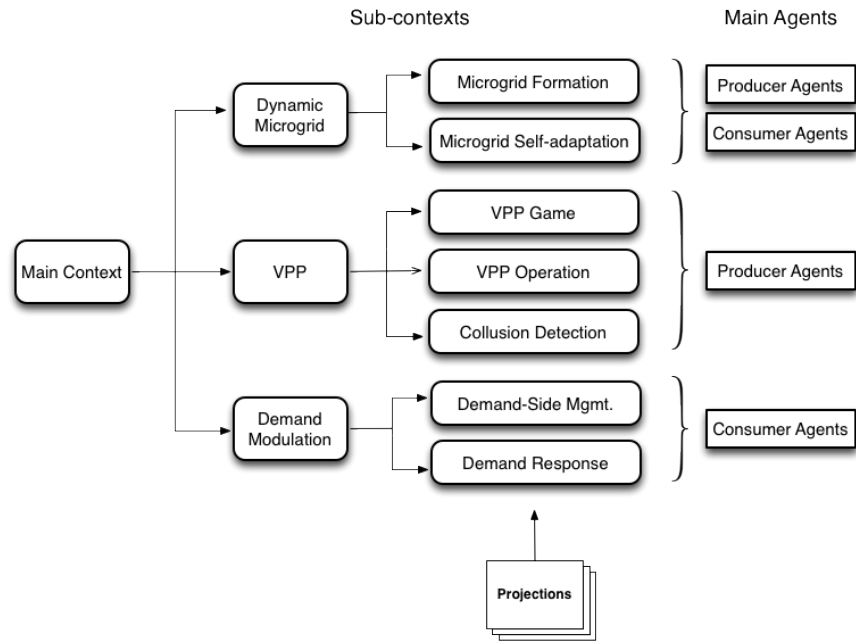 Sub-contexts
Main Agents
Dynamic
Microgrid
Microgrid Formation
Microgrid Self-adaptation
Producer Agents
Consumer Agents
Main Context
VPP
VPP Game
VPP Operation
Collusion Detection
Producer Agents
Demand
Modulation
Demand-Side Mgmt.
Demand Response
Consumer Agents
Projections